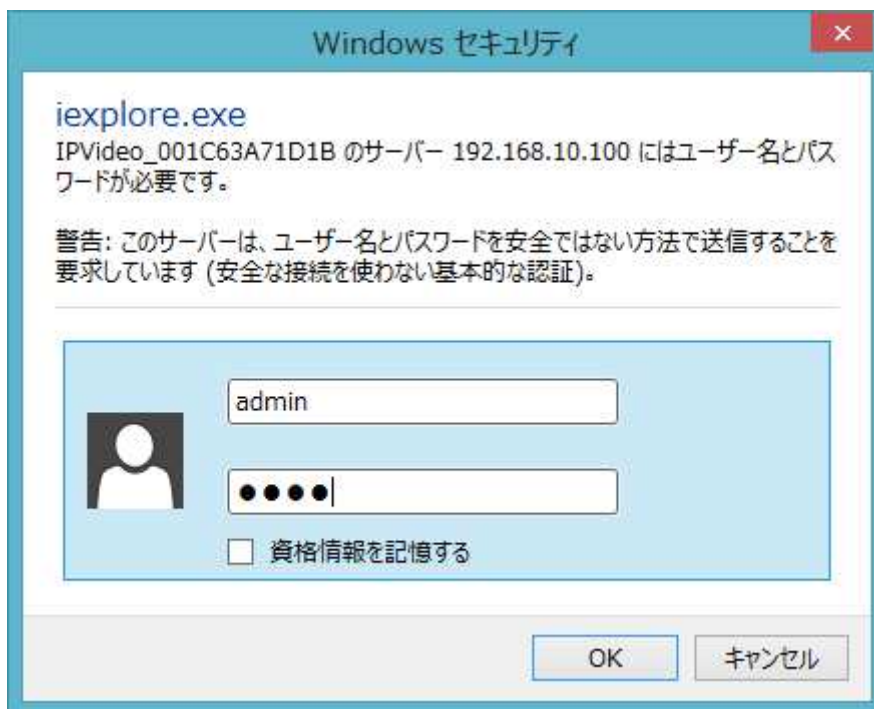 Windows セキュリティ
iexplore.exe
IPVideo_001C63A71D1B のサーバー 192.168.10.100 にはユーザー名とパス
ワードが必要です。
警告: このサーバーは、ユーザー名とパスワードを安全ではない方法で送信することを
要求しています (安全な接続を使わない基本的な認証)。
admin
●●●●
資格情報を記憶する
OK
キャンセル